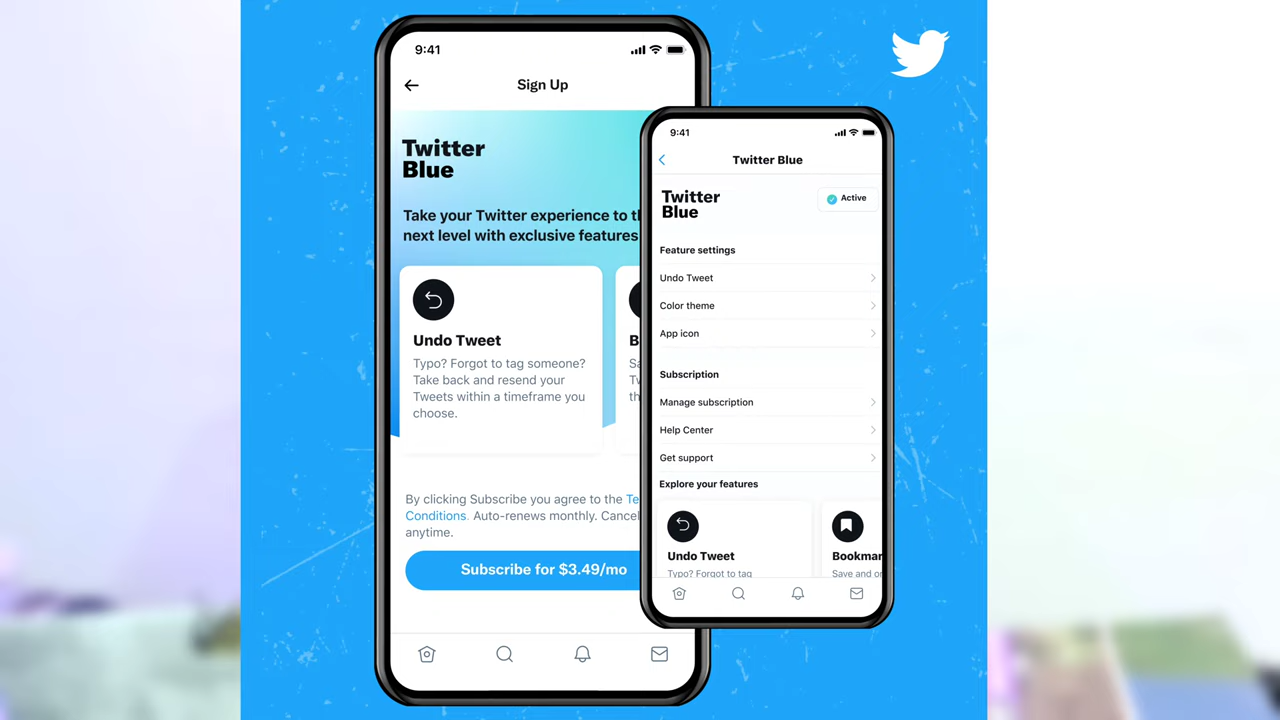 9:41
Sign Up
Twitter
Blue
Take your Twitter experience to
next level with exclusive features
Undo Tweet
Typo? Forgot to tag someone?
Take back and resend your
Tweets within a timeframe you
choose.
By clicking Subscribe you agree to the
Conditions. Auto-renews monthly. Cancel
anytime.
Subscribe for $3.49/mo
9:41
Twitter Blue
Twitter
Blue
Active
Feature settings
Undo Tweet
Color theme
App icon
Subscription
Manage subscription
Help Center
Get support
Explore your features
Undo Tweet
Typo? Forgot to tag
Bookmar
Save and or